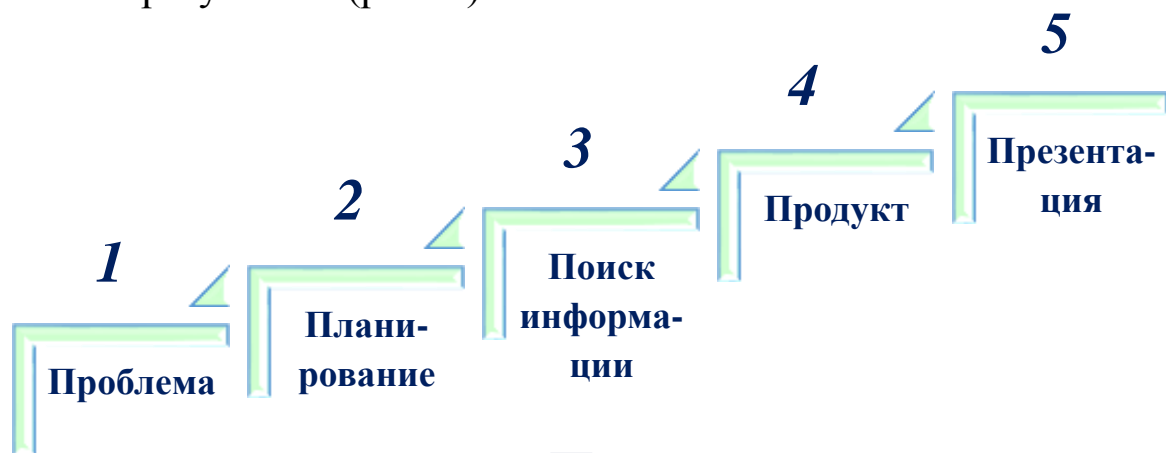 1
Проблема
2
Плани-
рование
3
Поиск
информа-
ции
4
Продукт
5
Презента-
ция